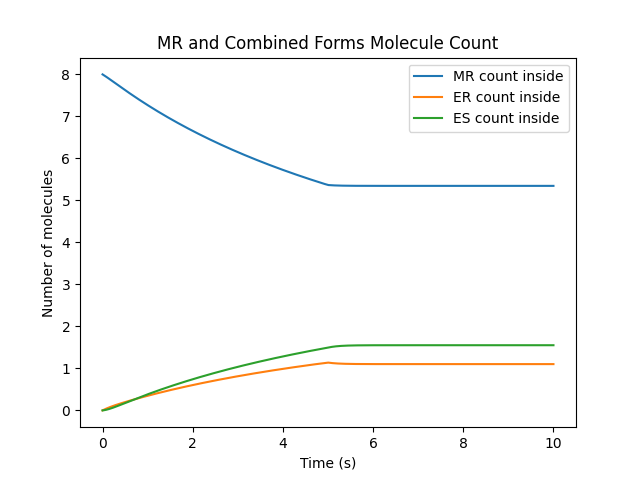 MR and Combined Forms Molecule Count
MR count inside
ER count inside
ES count inside
Number of molecules
8
7
6
5
4
3
2
1
0
0 2 4 6 8 10
Time (s)